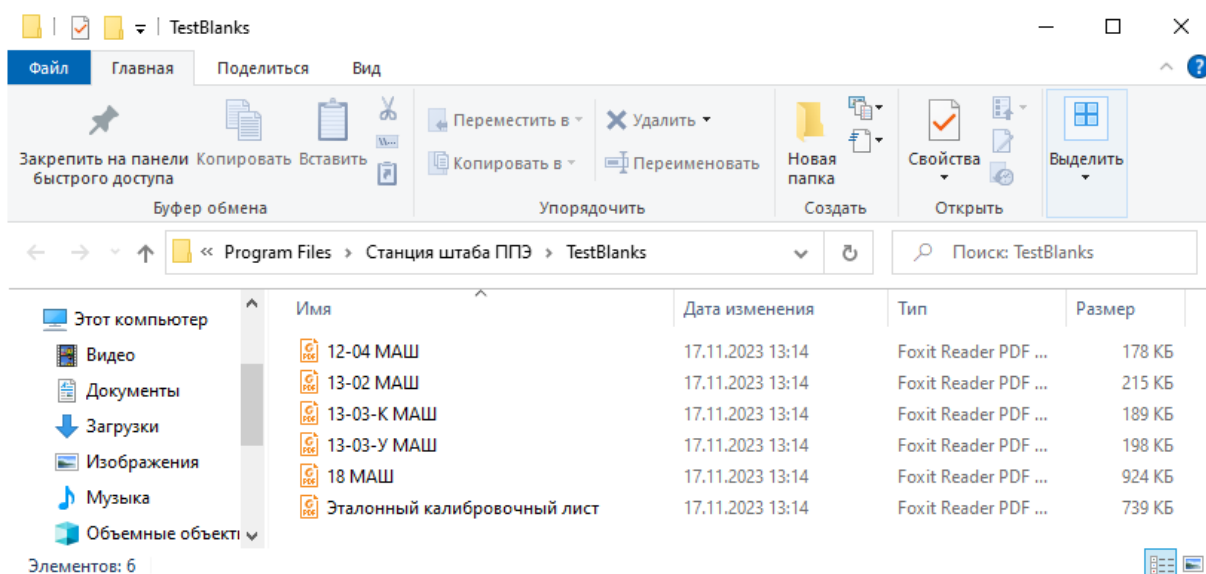 TestBlanks
Файл Главная Поделиться Вид
Закрепить на панели быстрого доступа
Копировать
Вставить
Буфер обмена
Переместить в
Копировать в
Удалить
Переименовать
Упорядочить
Новая папка
Создать
Свойства
Открыть
Выделить
« Program Files › Станция штаба ППЭ › TestBlanks
Поиск: TestBlanks
Этот компьютер
Видео
Документы
Загрузки
Изображения
Музыка
Объемные объект
Имя Дата изменения Тип Размер
12-04 МАШ 17.11.2023 13:14 Foxit Reader PDF ... 178 КБ
13-02 МАШ 17.11.2023 13:14 Foxit Reader PDF ... 215 КБ
13-03-К МАШ 17.11.2023 13:14 Foxit Reader PDF ... 189 КБ
13-03-У МАШ 17.11.2023 13:14 Foxit Reader PDF ... 198 КБ
18 МАШ 17.11.2023 13:14 Foxit Reader PDF ... 924 КБ
Эталонный калибровочный лист 17.11.2023 13:14 Foxit Reader PDF ... 739 КБ
Элементов: 6